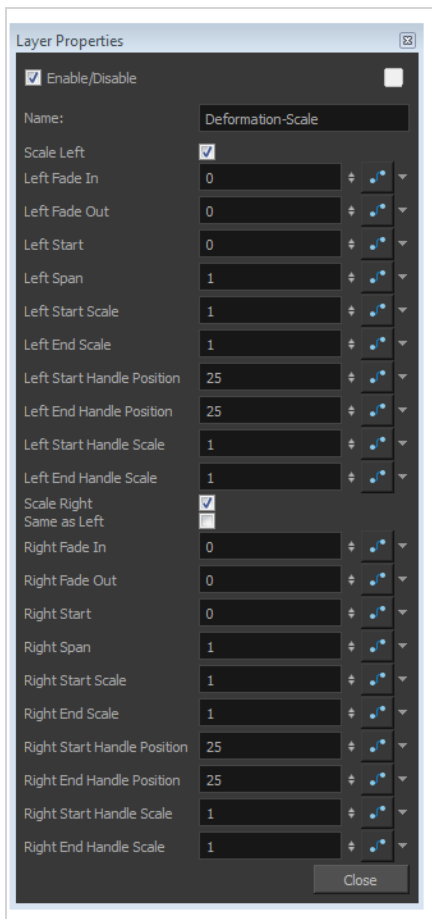 Layer Properties
Enable/Disable
Name: Deformation-Scale
Scale Left
Left Fade In 0
Left Fade Out 0
Left Start 0
Left Span 1
Left Start Scale 1
Left End Scale 1
Left Start Handle Position 25
Left End Handle Position 25
Left Start Handle Scale 1
Left End Handle Scale 1
Scale Right
Same as Left
Right Fade In 0
Right Fade Out 0
Right Start 0
Right Span 1
Right Start Scale 1
Right End Scale 1
Right Start Handle Position 25
Right End Handle Position 25
Right Start Handle Scale 1
Right End Handle Scale 1
Close